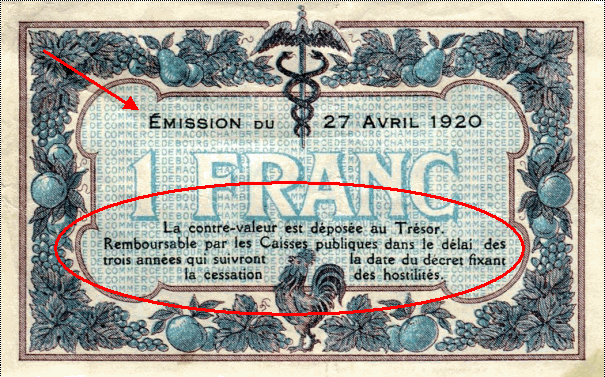 ÉMISSION DU 27 AVRIL 1920
1 FRANC
La contre-valeur est déposée au Trésor.
Remboursable par les Caisses publiques dans le délai des
trois années qui suivront la date du décret fixant
la cessation des hostilités.